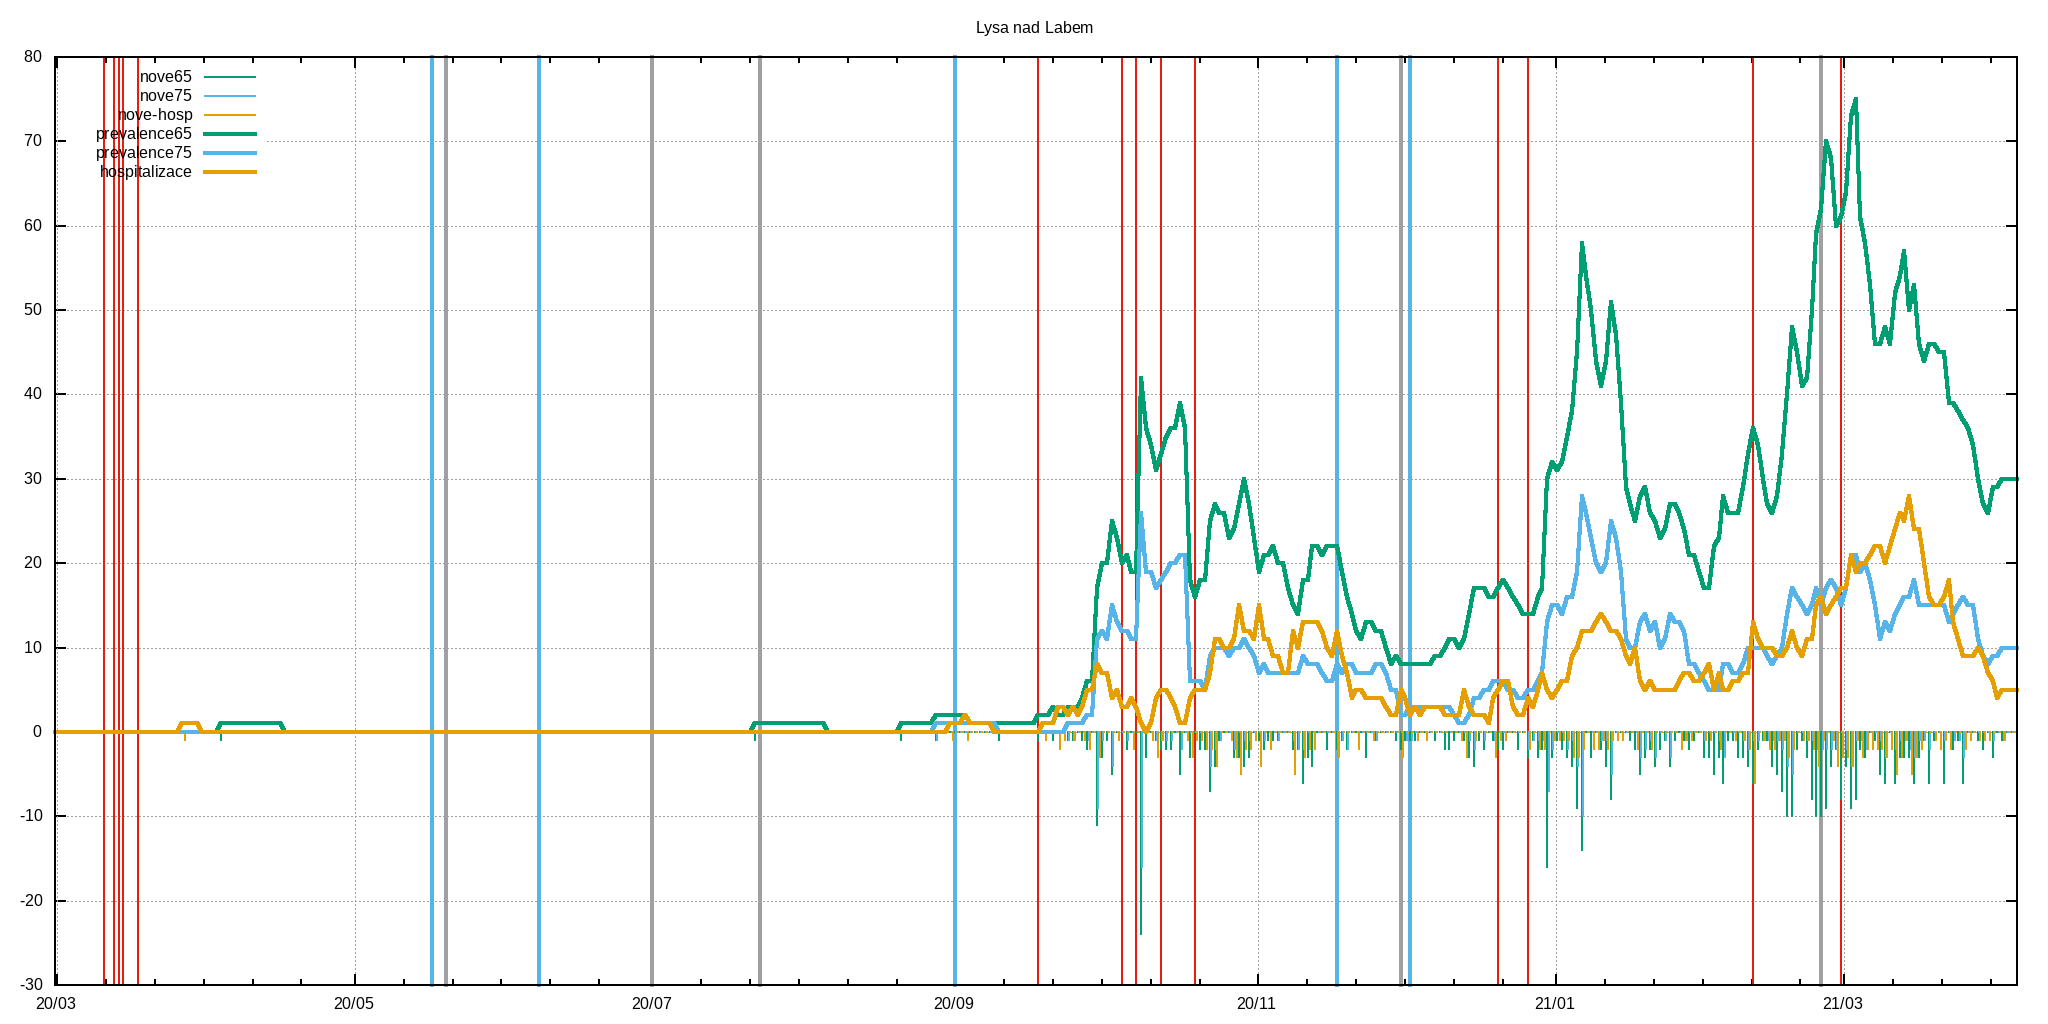 Lysa nad Labem
80
70
60
50
40
30
20
10
0
-10
-20
-30
nove65
nove75
nove-hosp
prevalence65
prevalence75
hospitalizace
20/03 20/05 20/07 20/09 20/11 21/01 21/03